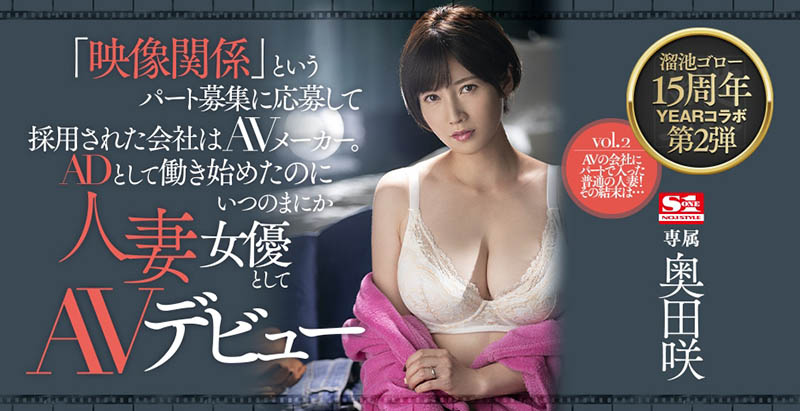 「映像関係」という
パート募集に応募して
採用された会社はAVメーカー。
ADとして働き始めたのに
いつのまにか
人妻女優として
AVデビュー
溜池ゴロー
15周年
YEARコラボ
第2弾
vol.2
AVの会社に
パートで入った
普通の人妻!
その結末は…
S1
ONE
NO.1 STYLE
専属
奥田咲